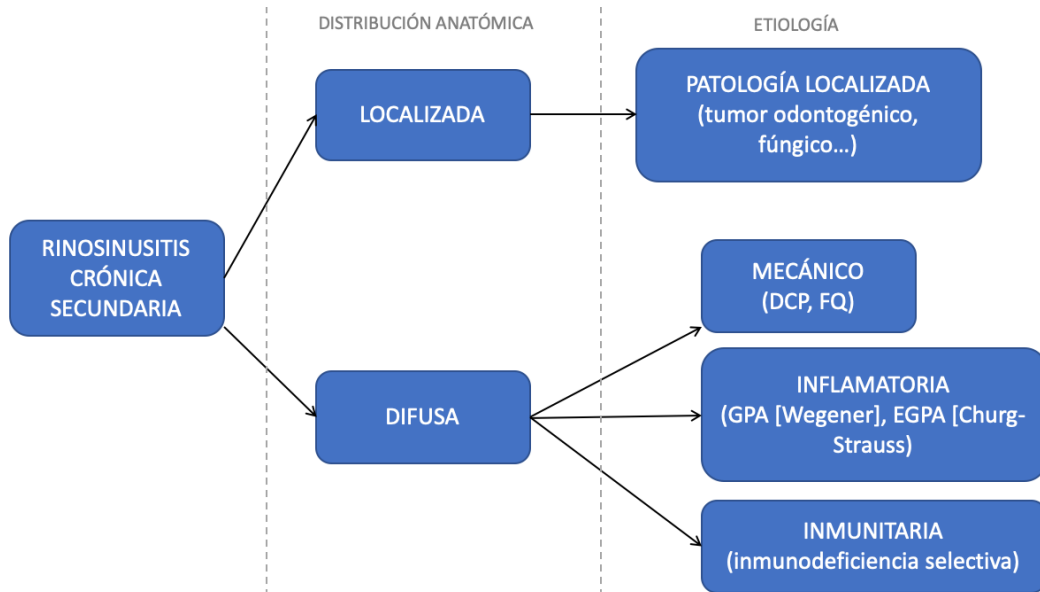 DISTRIBUCIÓN ANATÓMICA
ETIOLOGÍA
LOCALIZADA
PATOLOGÍA LOCALIZADA
(tumor odontogénico,
fúngico...)
RINOSINUSITIS
CRÓNICA
SECUNDARIA
MECÁNICO
(DCP, FQ)
DIFUSA
INFLAMATORIA
(GPA [Wegener], EGPA [Churg-
Strauss)
INMUNITARIA
(inmunodeficiencia selectiva)